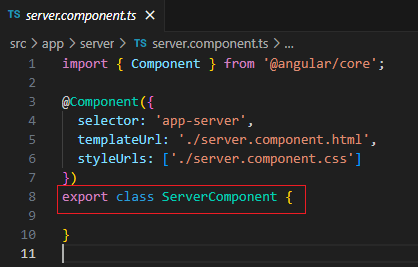 TS server.component.ts ×
src > app > server > TS server.component.ts > ...
1 import { Component } from '@angular/core';
2
3 @Component({
4 selector: 'app-server',
5 templateUrl: './server.component.html',
6 styleUrls: ['./server.component.css']
7 })
8 export class ServerComponent {
9
10 }
11